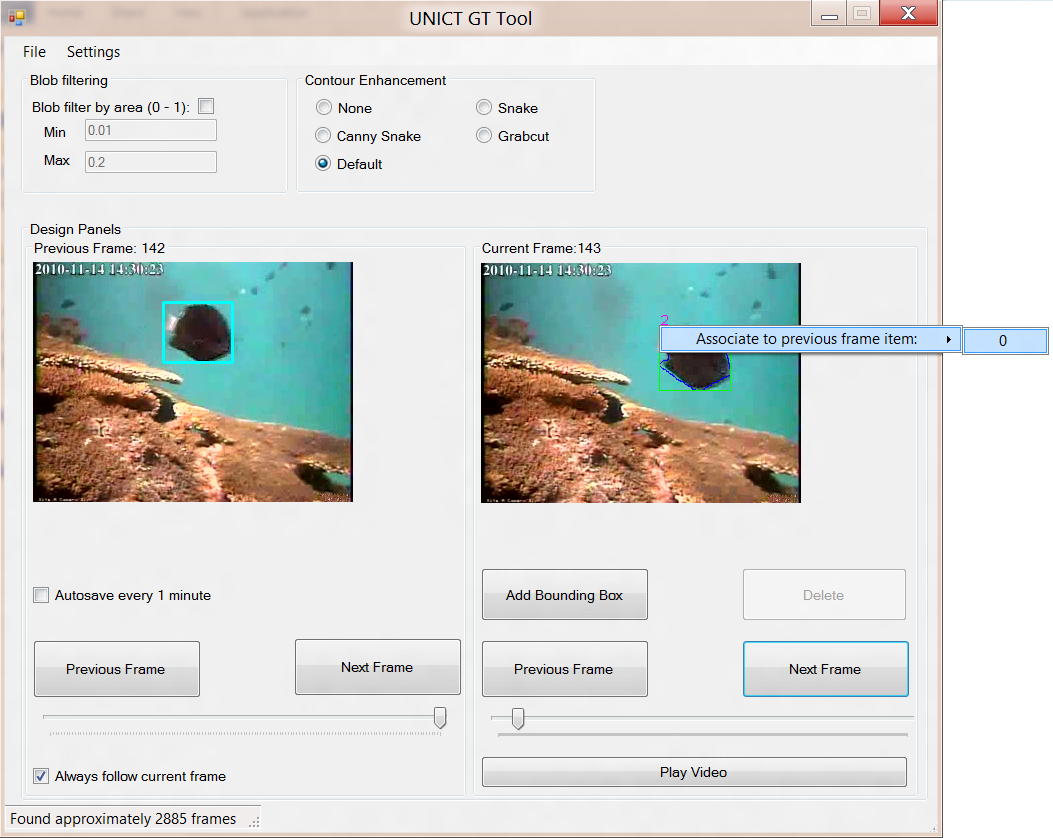 UNICT GT Tool
File Settings
Blob filtering
Blob filter by area (0 - 1):
Min 0.01
Max 0.2
Contour Enhancement
None Snake
Canny Snake Grabcut
Default
Design Panels
Previous Frame: 142
2010-11-14 14:30:23
Current Frame:143
2010-11-14 14:30:23
2
Associate to previous frame item: 0
Autosave every 1 minute
Add Bounding Box Delete
Previous Frame Next Frame
Previous Frame Next Frame
Always follow current frame
Play Video
Found approximately 2885 frames